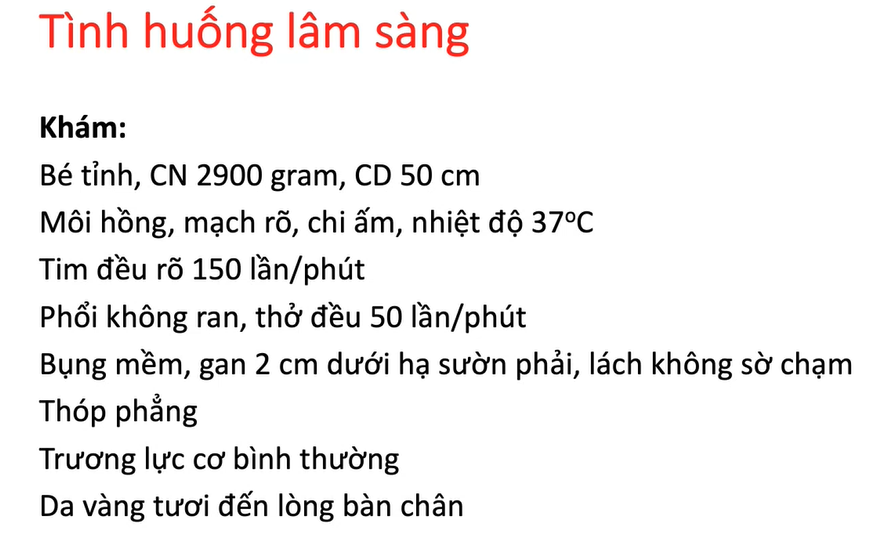 Tình huống lâm sàng
Khám:
Bé tỉnh, CN 2900 gram, CD 50 cm
Môi hồng, mạch rõ, chi ấm, nhiệt độ 37ºC
Tim đều rõ 150 lần/phút
Phổi không ran, thở đều 50 lần/phút
Bụng mềm, gan 2 cm dưới hạ sườn phải, lách không sờ chạm
Thóp phẳng
Trương lực cơ bình thường
Da vàng tươi đến lòng bàn chân